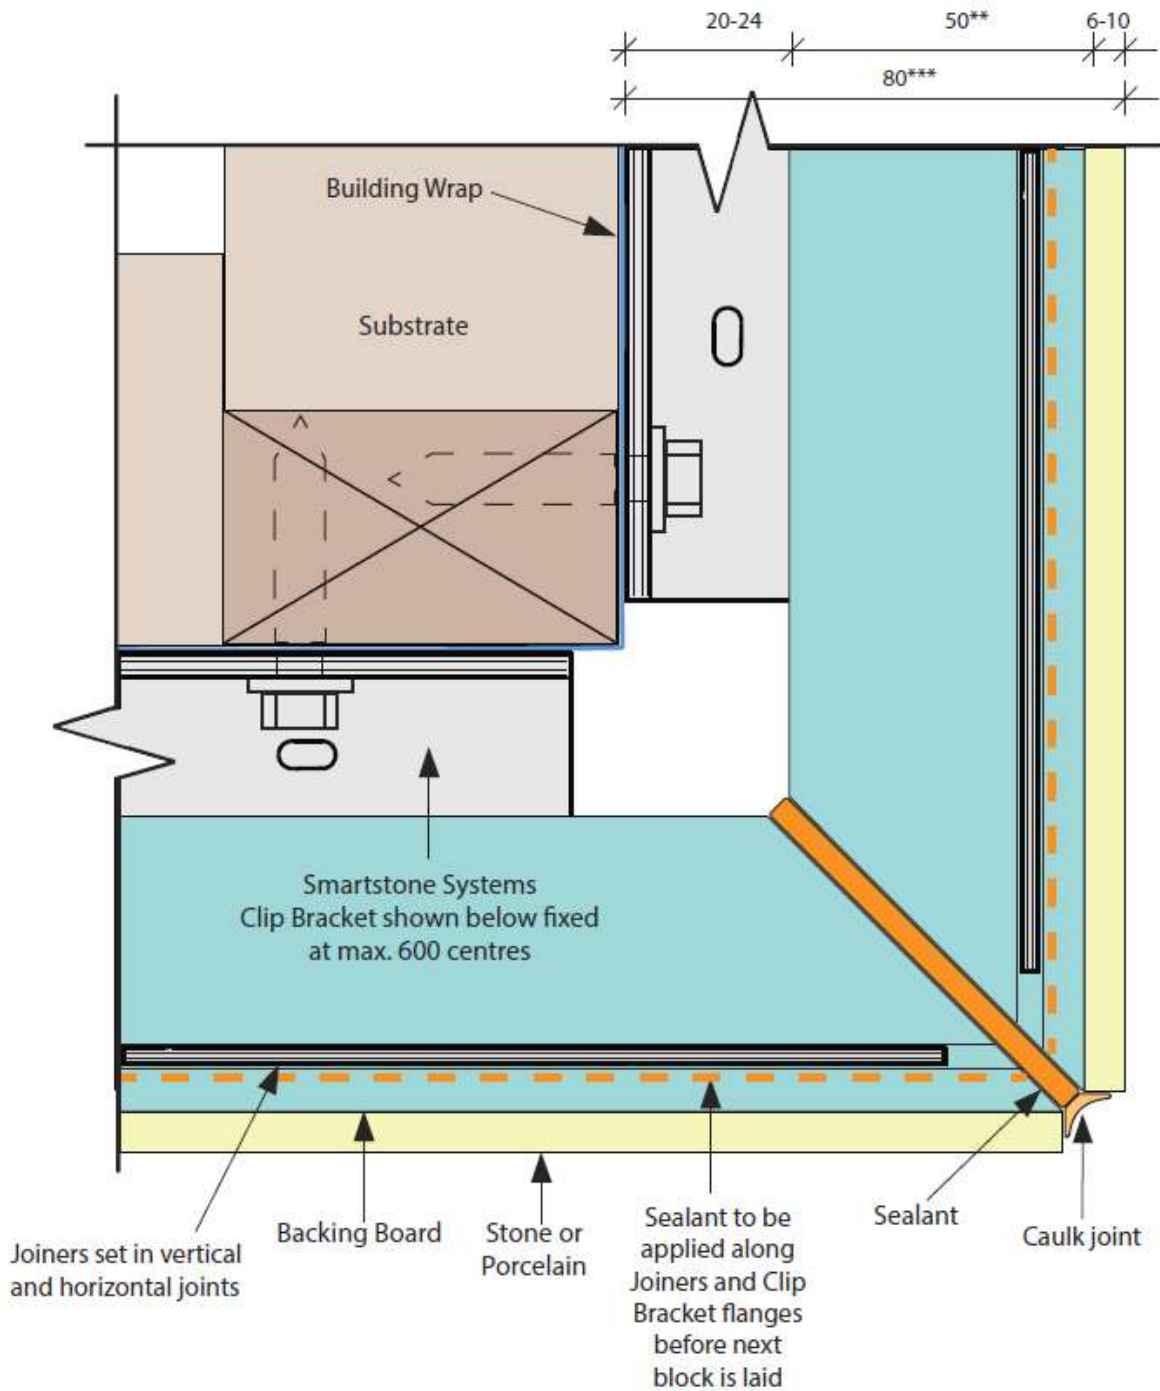 20-24
50**
6-10
80***
Building Wrap
Substrate
Smartstone Systems
Clip Bracket shown below fixed
at max. 600 centres
Joiners set in vertical
and horizontal joints
Backing Board
Stone or
Porcelain
Sealant to be
applied along
Joiners and Clip
Bracket flanges
before next
block is laid
Sealant
Caulk joint